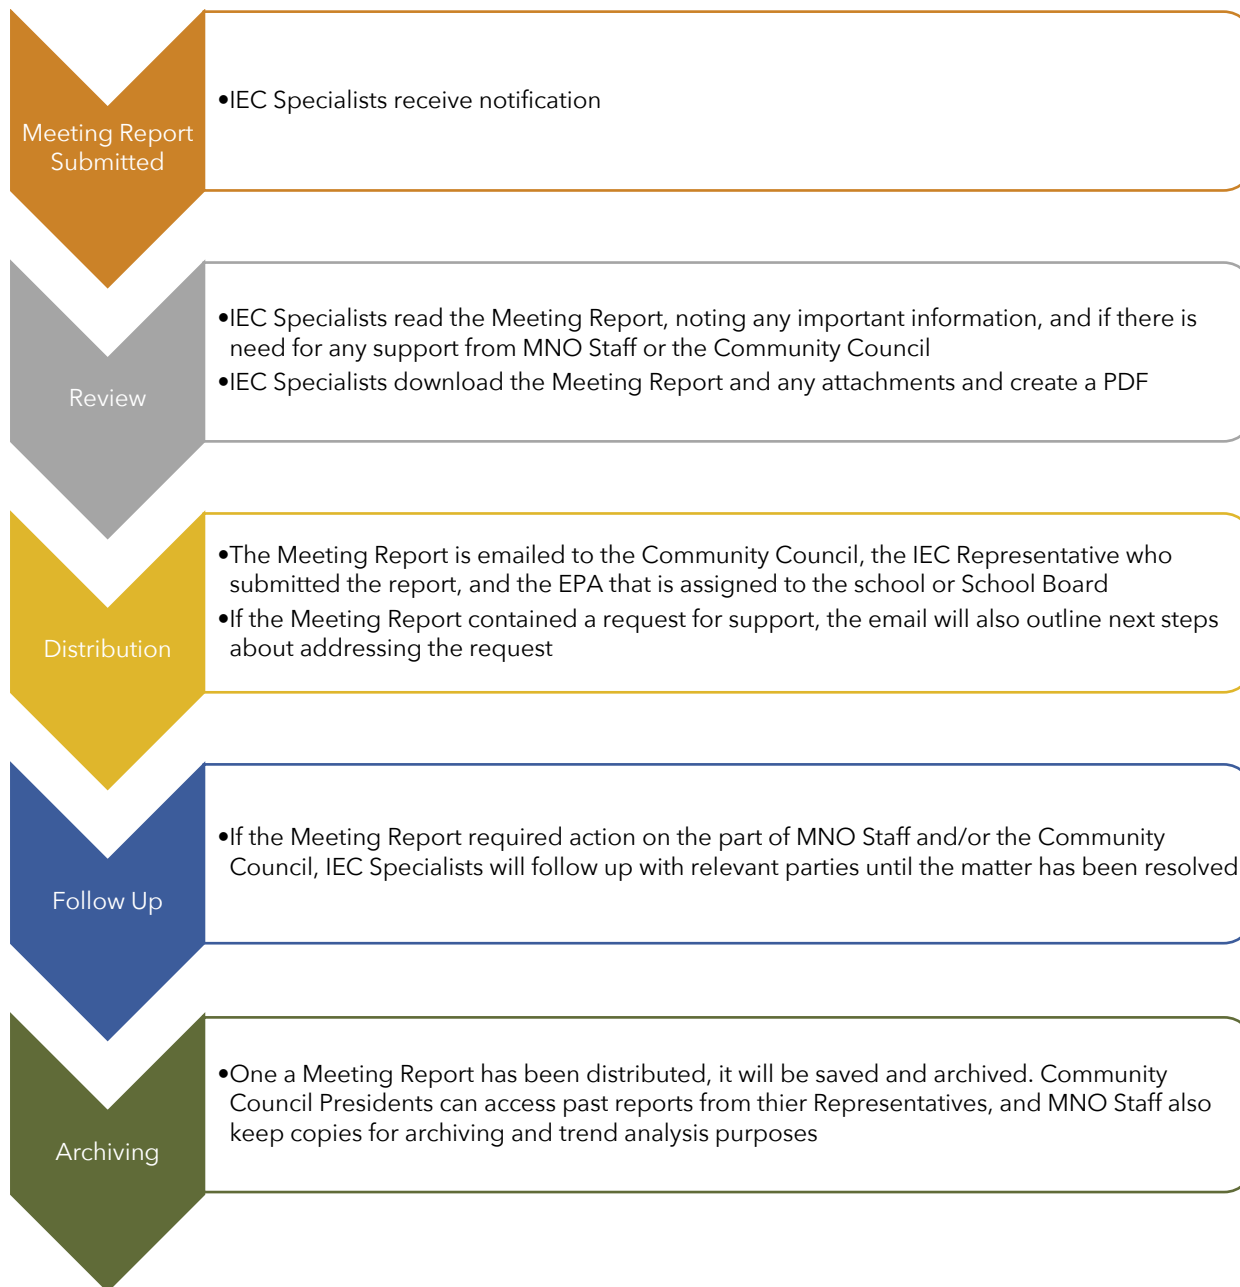 Meeting Report
Submitted
•IEC Specialists receive notification
Review
•IEC Specialists read the Meeting Report, noting any important information, and if there is
need for any support from MNO Staff or the Community Council
•IEC Specialists download the Meeting Report and any attachments and create a PDF
Distribution
•The Meeting Report is emailed to the Community Council, the IEC Representative who
submitted the report, and the EPA that is assigned to the school or School Board
•If the Meeting Report contained a request for support, the email will also outline next steps
about addressing the request
Follow Up
•If the Meeting Report required action on the part of MNO Staff and/or the Community
Council, IEC Specialists will follow up with relevant parties until the matter has been resolved
Archiving
•One a Meeting Report has been distributed, it will be saved and archived. Community
Council Presidents can access past reports from thier Representatives, and MNO Staff also
keep copies for archiving and trend analysis purposes